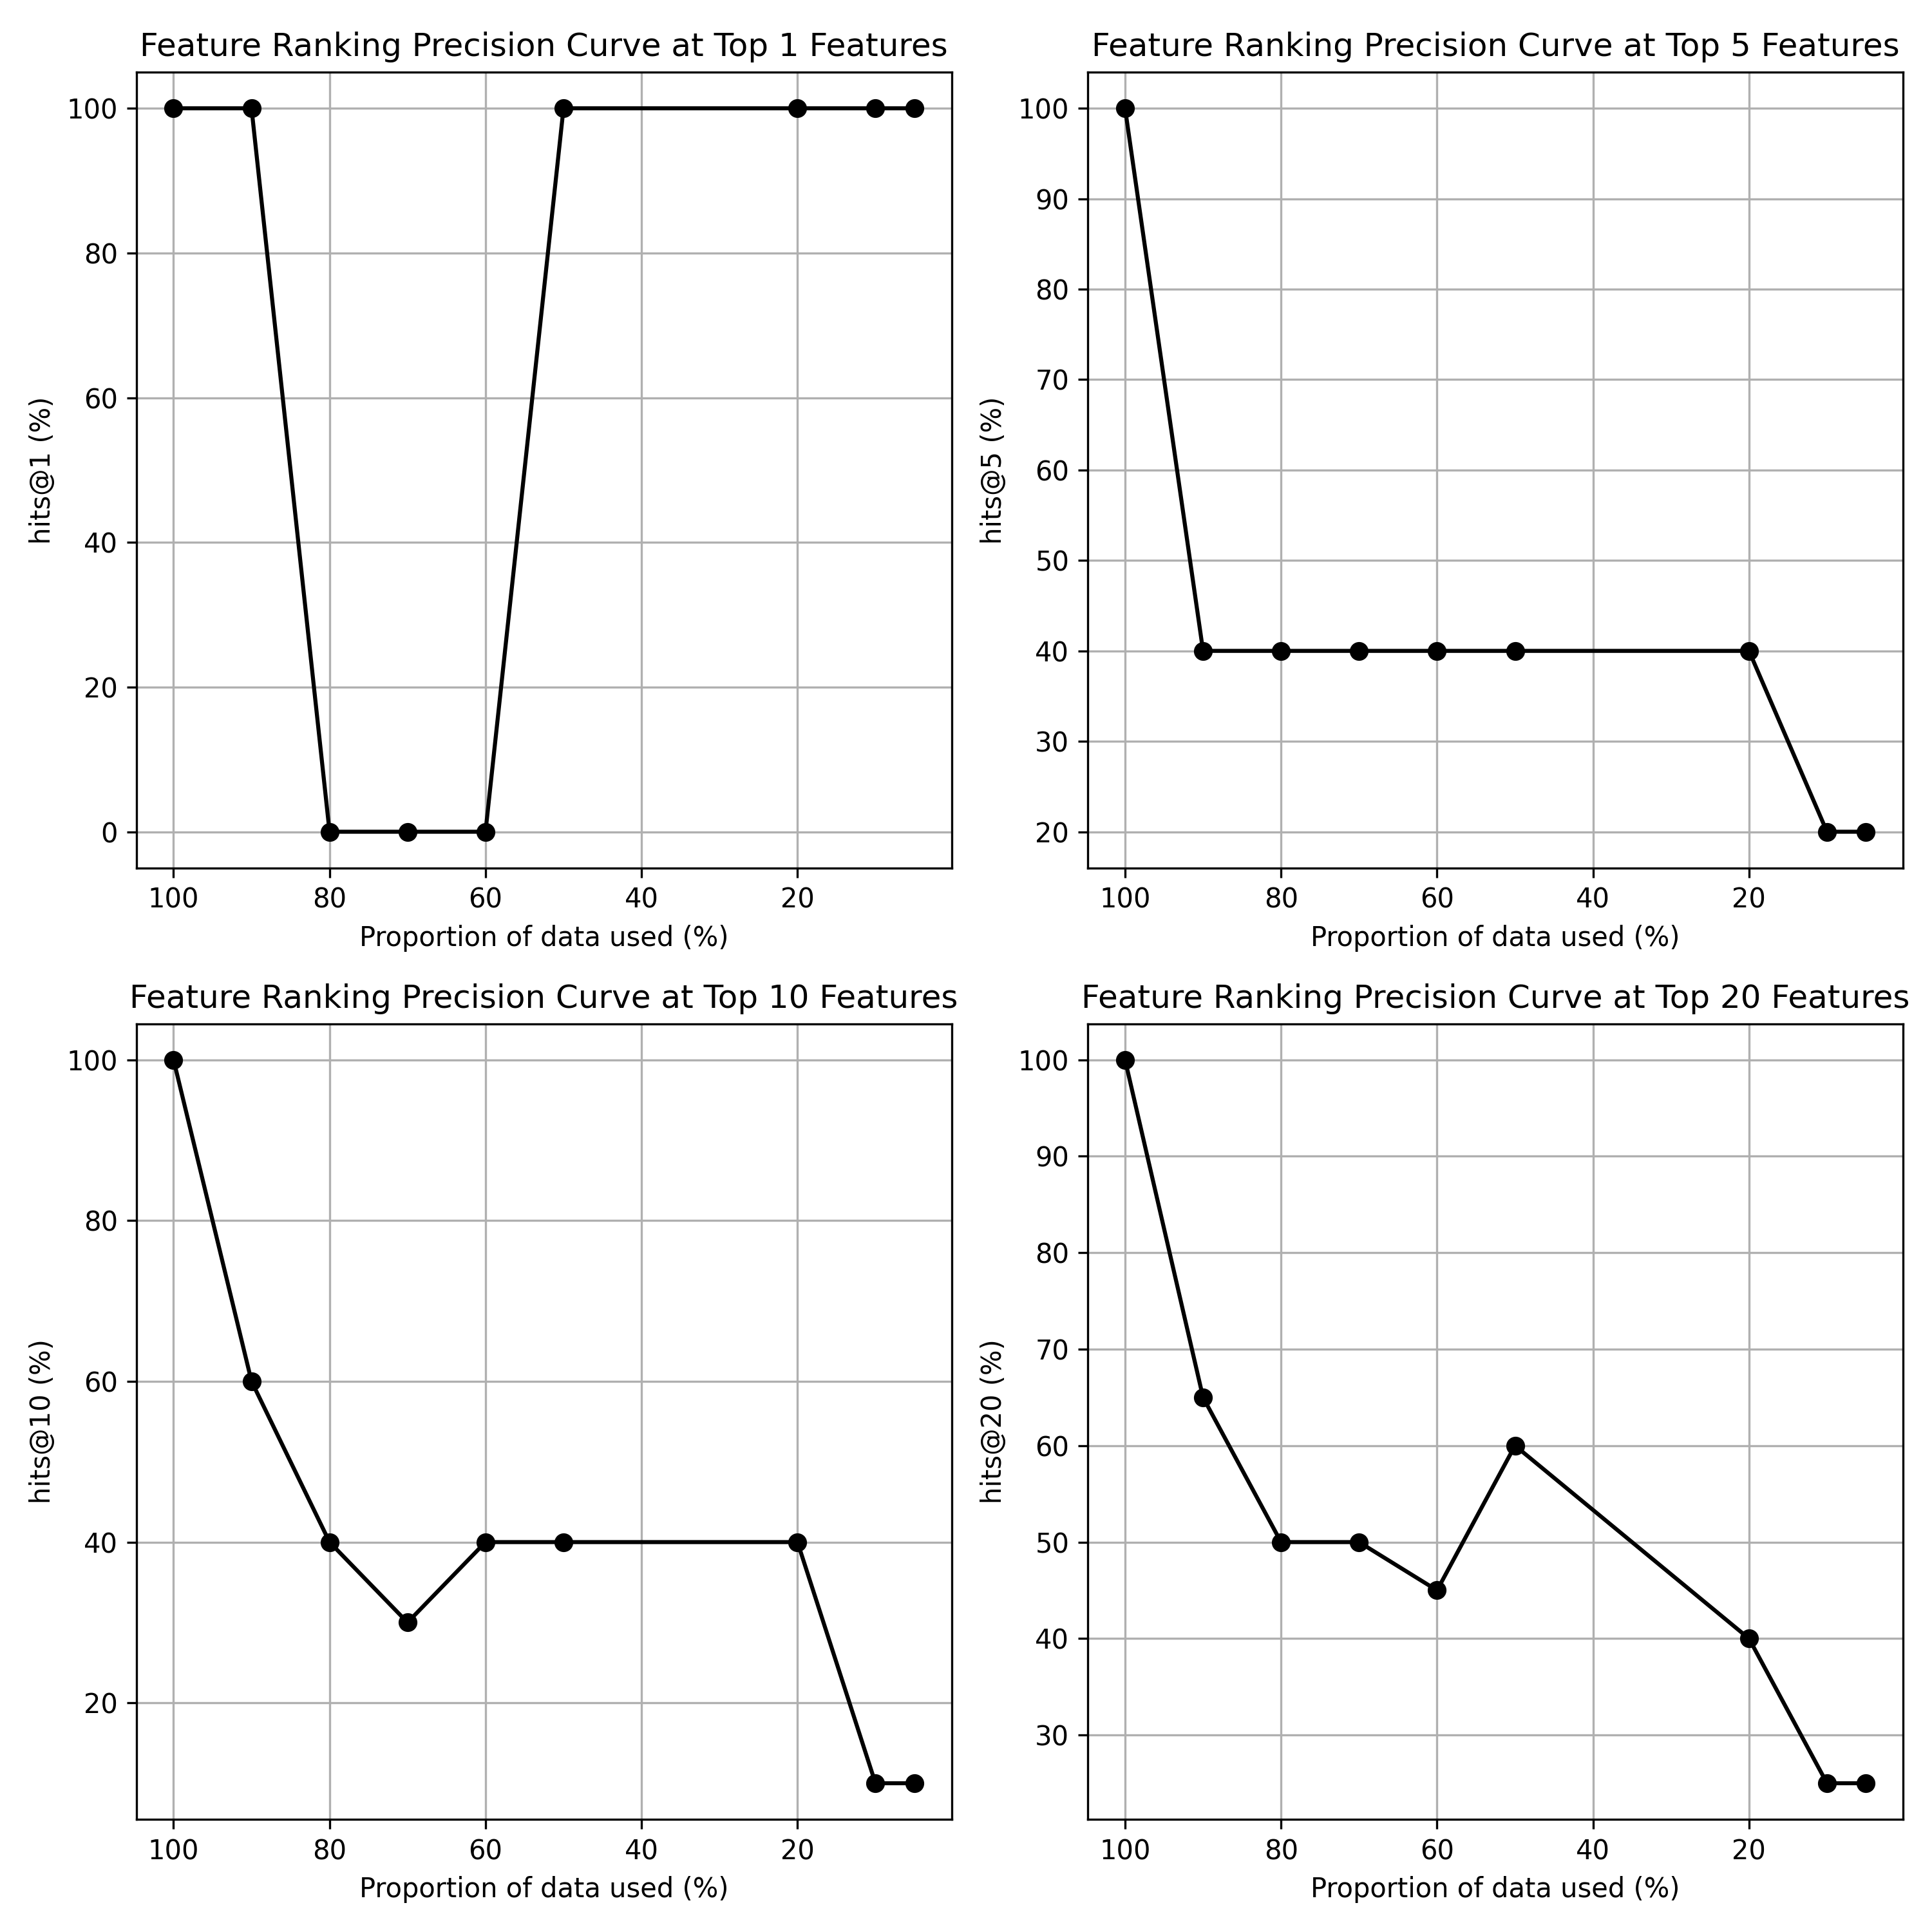 Feature Ranking Precision Curve at Top 1 Features
100
80
60
40
20
0
hits@1 (%)
100 80 60 40 20
Proportion of data used (%)
Feature Ranking Precision Curve at Top 5 Features
100
90
80
70
60
50
40
30
20
hits@5 (%)
100 80 60 40 20
Proportion of data used (%)
Feature Ranking Precision Curve at Top 10 Features
100
80
60
40
20
hits@10 (%)
100 80 60 40 20
Proportion of data used (%)
Feature Ranking Precision Curve at Top 20 Features
100
90
80
70
60
50
40
30
hits@20 (%)
100 80 60 40 20
Proportion of data used (%)